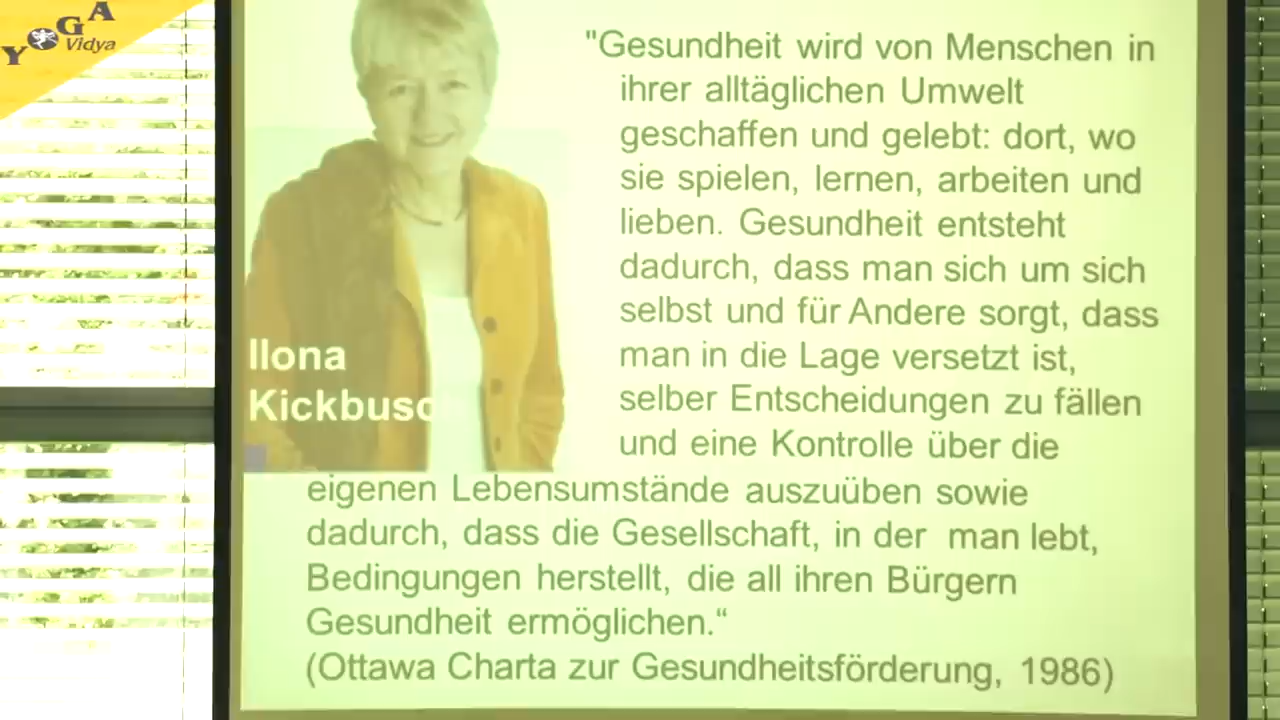 YOGA
Vidya
"Gesundheit wird von Menschen in
ihrer alltäglichen Umwelt
geschaffen und gelebt: dort, wo
sie spielen, lernen, arbeiten und
lieben. Gesundheit entsteht
dadurch, dass man sich um sich
selbst und für Andere sorgt, dass
man in die Lage versetzt ist,
selber Entscheidungen zu fällen
und eine Kontrolle über die
eigenen Lebensumstände auszuüben sowie
dadurch, dass die Gesellschaft, in der man lebt,
Bedingungen herstellt, die all ihren Bürgern
Gesundheit ermöglichen.“
(Ottawa Charta zur Gesundheitsförderung, 1986)
Ilona
Kickbusc